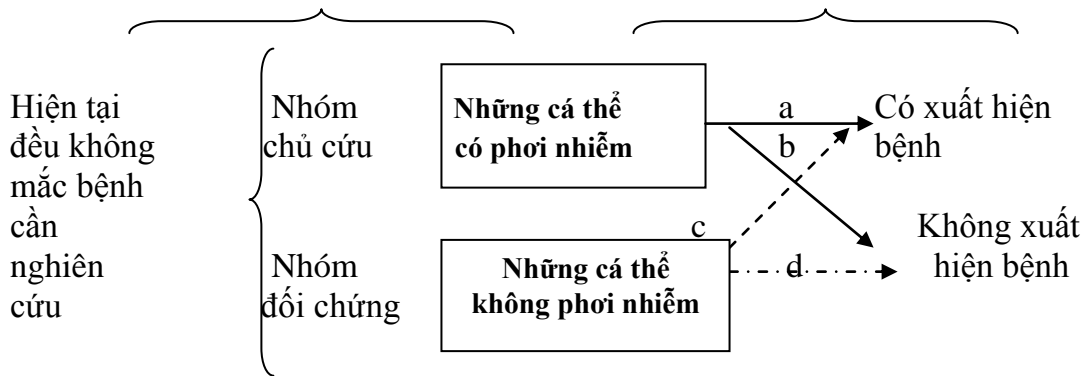 Hiện tại
đều không
mắc bệnh
cần
nghiên
cứu
Nhóm
chủ cứu
Những cá thể
có phơi nhiễm
a
b
Có xuất hiện
bệnh
c
Nhóm
đối chứng
Những cá thể
không phơi nhiễm
d
Không xuất
hiện bệnh